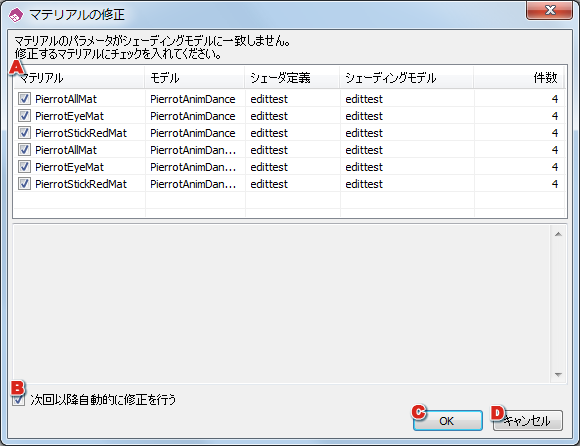 マテリアルの修正
マテリアルのパラメータがシェーディングモデルに一致しません。
修正するマテリアルにチェックを入れてください。
A
マテリアル モデル シェーダ定義 シェーディングモデル 件数
PierrotAllMat PierrotAnimDance edittest edittest 4
PierrotEyeMat PierrotAnimDance edittest edittest 4
PierrotStickRedMat PierrotAnimDance edittest edittest 4
PierrotAllMat PierrotAnimDan... edittest edittest 4
PierrotEyeMat PierrotAnimDan... edittest edittest 4
PierrotStickRedMat PierrotAnimDan... edittest edittest 4
B
次回以降自動的に修正を行う
C OK D キャンセル